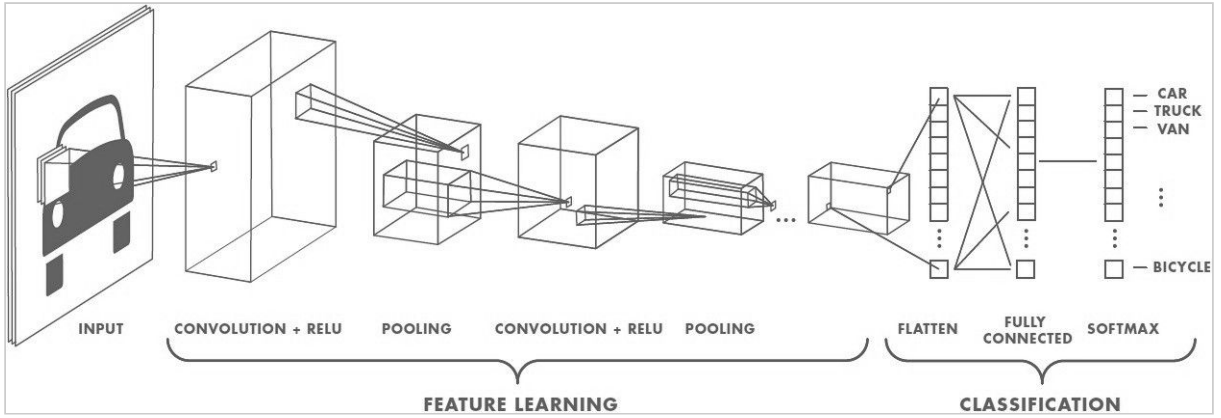 CAR
TRUCK
VAN
BICYCLE
INPUT
CONVOLUTION + RELU
POOLING
CONVOLUTION + RELU
POOLING
FLATTEN
FULLY
CONNECTED
SOFTMAX
FEATURE LEARNING
CLASSIFICATION